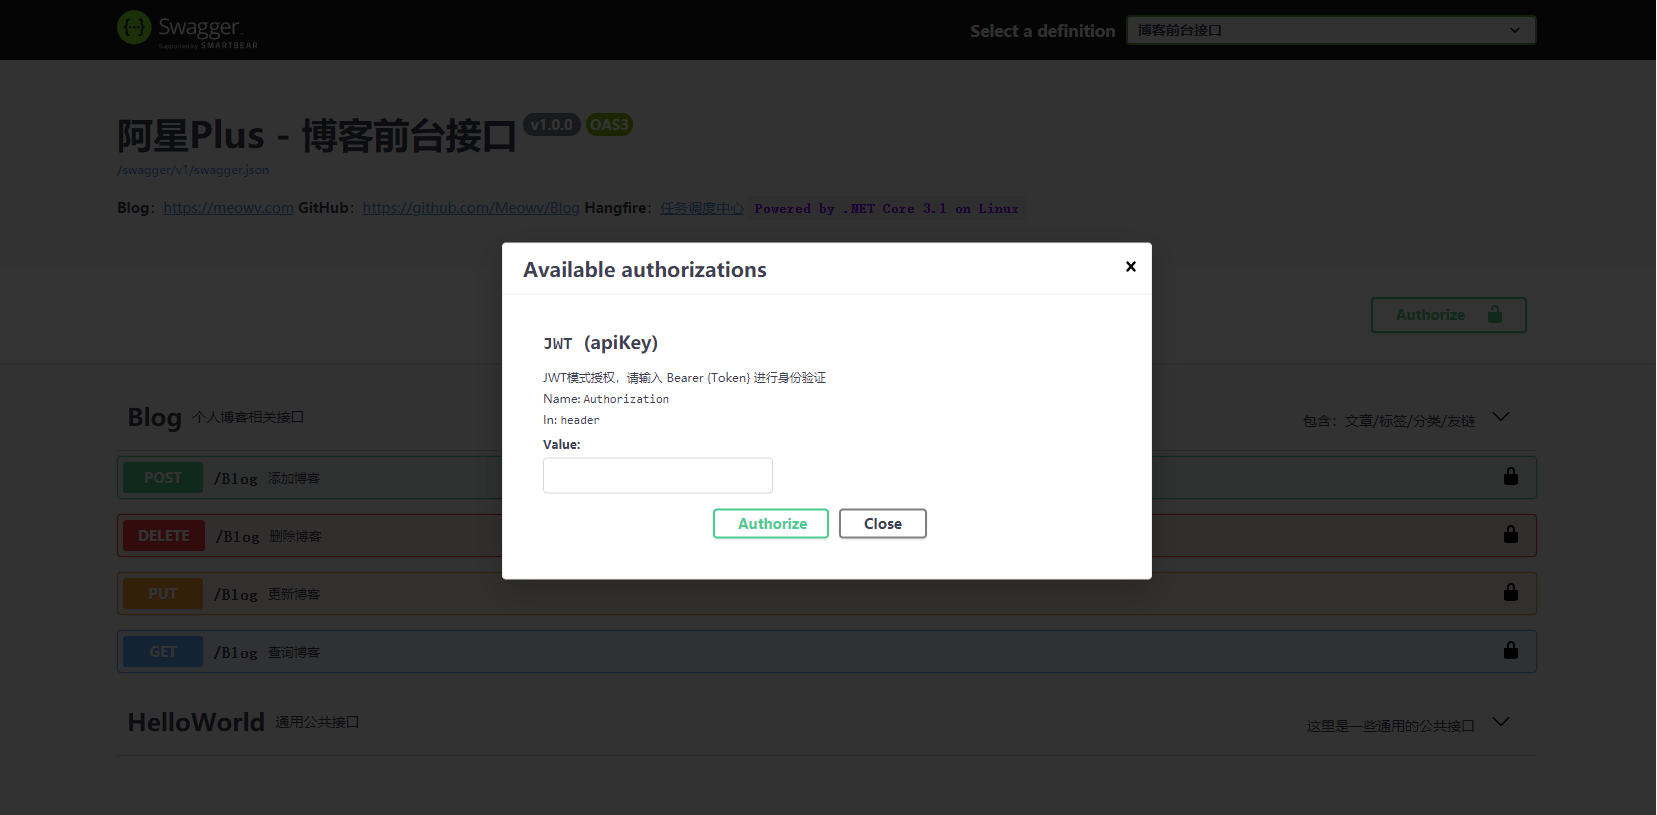 Swagger
Supported by SMARTBEAR
Select a definition
博客前台接口
阿星Plus - 博客前台接口 v1.0.0 OAS3
/swagger/v1/swagger.json
Blog：https://meowv.com GitHub：https://github.com/Meowv/Blog Hangfire：任务调度中心 Powered by .NET Core 3.1 on Linux
Available authorizations
Authorize
JWT (apiKey)
JWT模式授权，请输入 Bearer {Token} 进行身份验证
Name: Authorization
In: header
Value:
Authorize Close
Blog 个人博客相关接口 包含：文章/标签/分类/友链
POST /Blog 添加博客
DELETE /Blog 删除博客
PUT /Blog 更新博客
GET /Blog 查询博客
HelloWorld 通用公共接口 这里是一些通用的公共接口